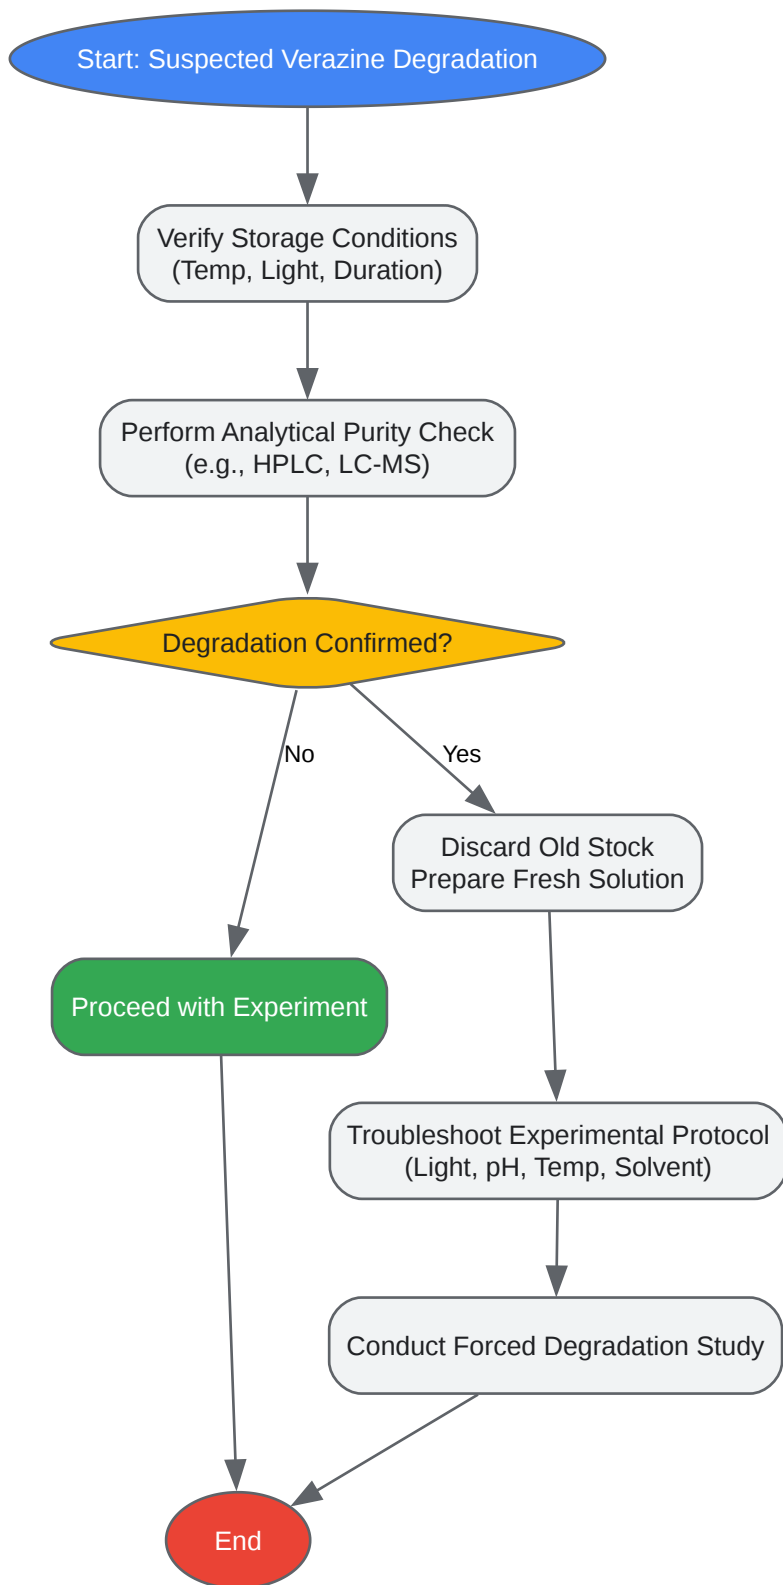 Start: Suspected Verazine Degradation
Verify Storage Conditions
(Temp, Light, Duration)
Perform Analytical Purity Check
(e.g., HPLC, LC-MS)
Degradation Confirmed?
No
Yes
Discard Old Stock
Prepare Fresh Solution
Proceed with Experiment
Troubleshoot Experimental Protocol
(Light, pH, Temp, Solvent)
Conduct Forced Degradation Study
End